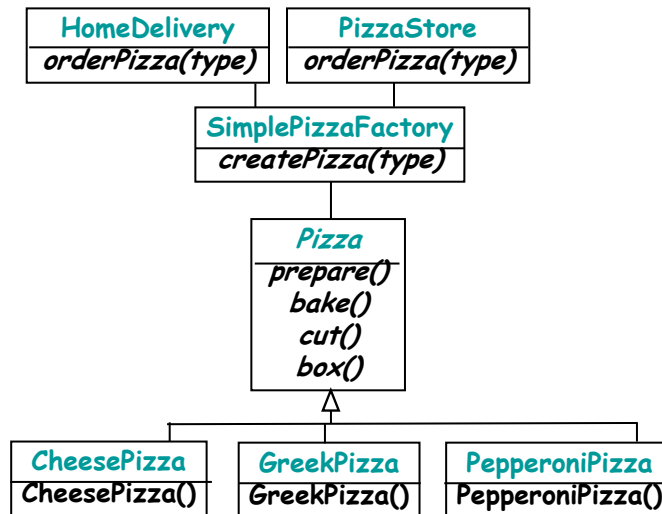 HomeDelivery
orderPizza(type)
PizzaStore
orderPizza(type)
SimplePizzaFactory
createPizza(type)
Pizza
prepare()
bake()
cut()
box()
CheesePizza
CheesePizza()
GreekPizza
GreekPizza()
PepperoniPizza
PepperoniPizza()